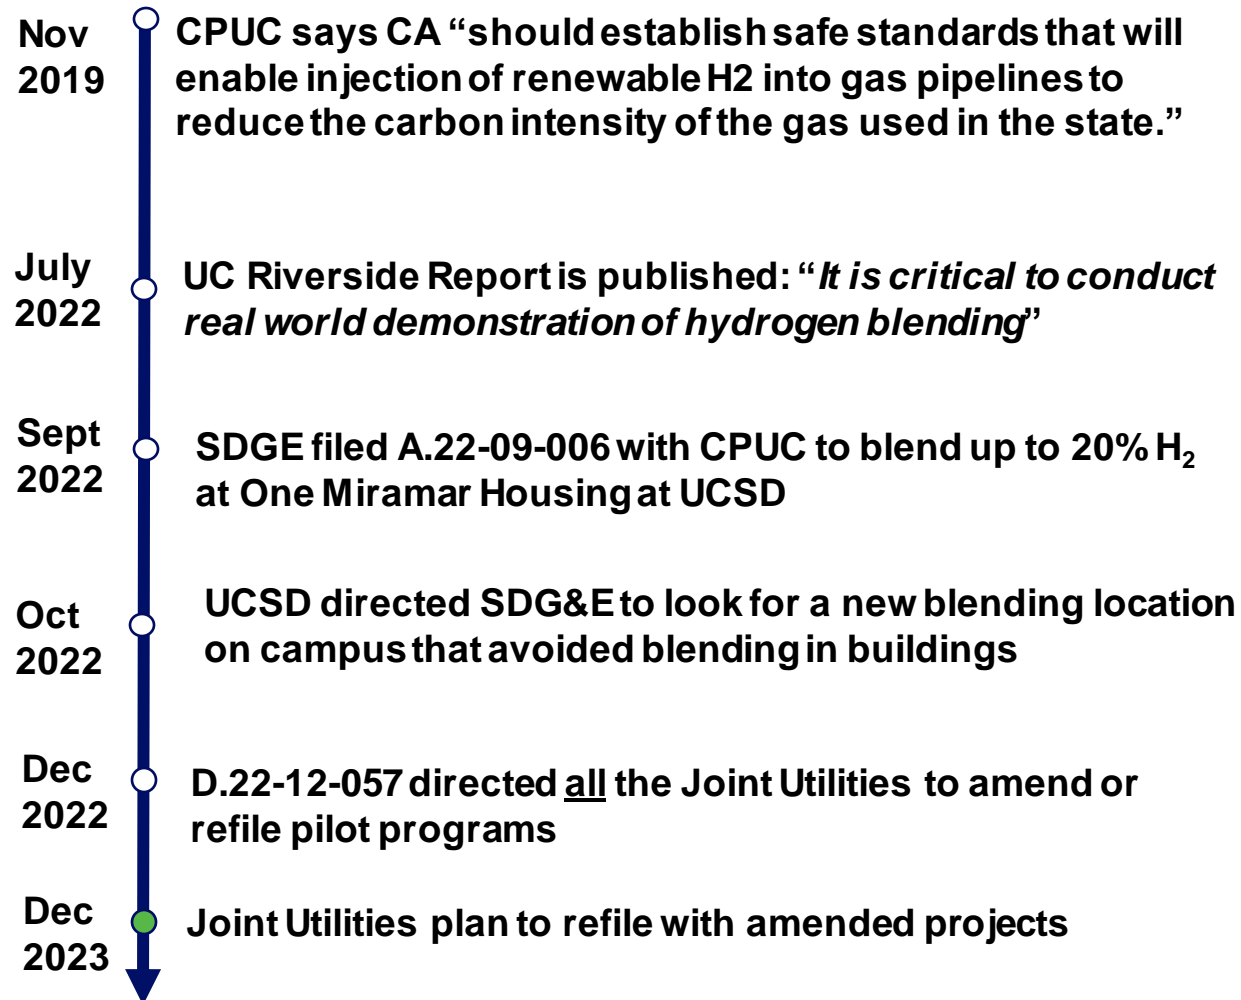 Nov
2019
CPUC says CA “should establish safe standards that will
enable injection of renewable H2 into gas pipelines to
reduce the carbon intensity of the gas used in the state.”
July
2022
UC Riverside Report is published: “It is critical to conduct
real world demonstration of hydrogen blending”
Sept
2022
SDGE filed A.22-09-006 with CPUC to blend up to 20% H₂
at One Miramar Housing at UCSD
Oct
2022
UCSD directed SDG&E to look for a new blending location
on campus that avoided blending in buildings
Dec
2022
D.22-12-057 directed all the Joint Utilities to amend or
refile pilot programs
Dec
2023
Joint Utilities plan to refile with amended projects